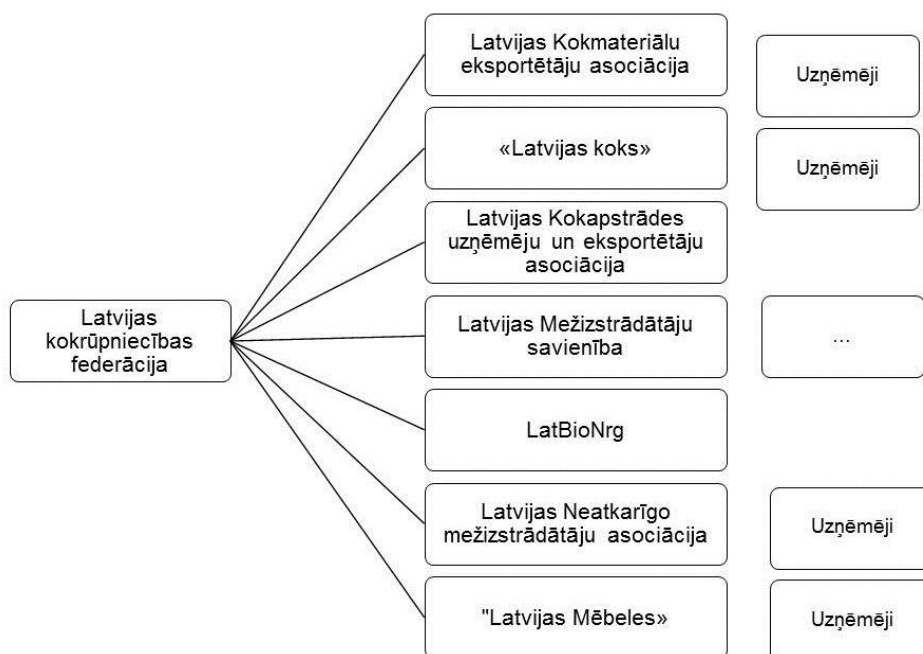 Latvijas Kokmateriālu
eksportētāju asociācija
Uzņēmēji
«Latvijas koks»
Uzņēmēji
Latvijas Kokapstrādes
uzņēmēju un eksportētāju
asociācija
Latvijas
kokrūpniecības
federācija
Latvijas Mežizstrādātāju
savienība
...
LatBioNrg
Latvijas Neatkarīgo
mežizstrādātāju asociācija
Uzņēmēji
"Latvijas Mēbeles»
Uzņēmēji